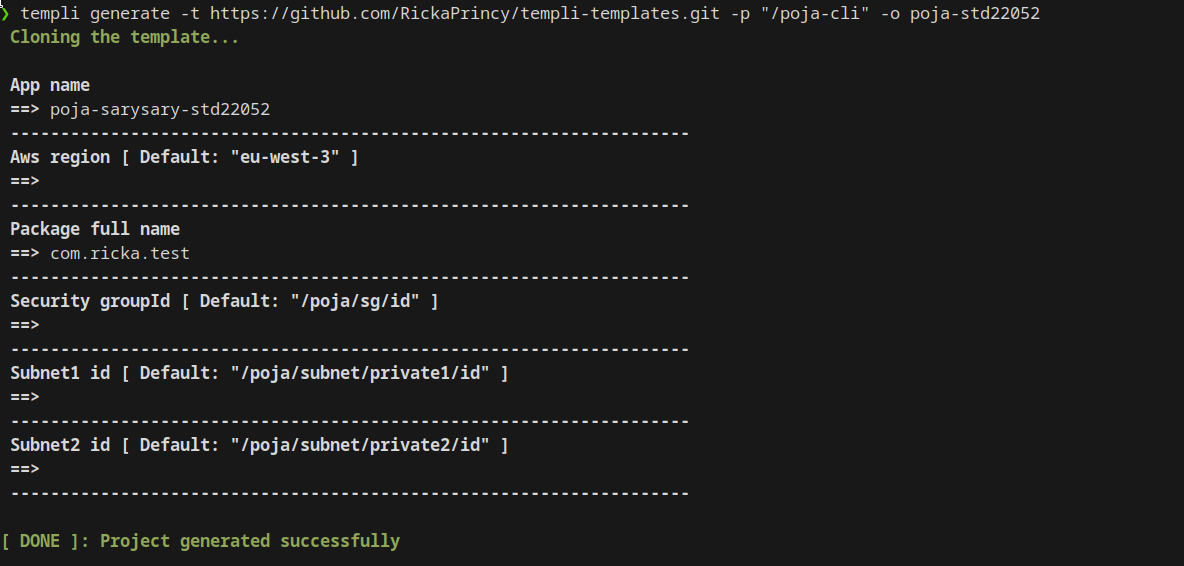 ❯ templi generate -t https://github.com/RickaPrincy/templi-templates.git -p "/poja-cli" -o poja-std22052
Cloning the template...
App name
==> poja-sarysary-std22052
--------------------------------------------------------------------
Aws region [ Default: "eu-west-3" ]
==>
--------------------------------------------------------------------
Package full name
==> com.ricka.test
--------------------------------------------------------------------
Security groupId [ Default: "/poja/sg/id" ]
==>
--------------------------------------------------------------------
Subnet1 id [ Default: "/poja/subnet/private1/id" ]
==>
--------------------------------------------------------------------
Subnet2 id [ Default: "/poja/subnet/private2/id" ]
==>
--------------------------------------------------------------------
[ DONE ]: Project generated successfully